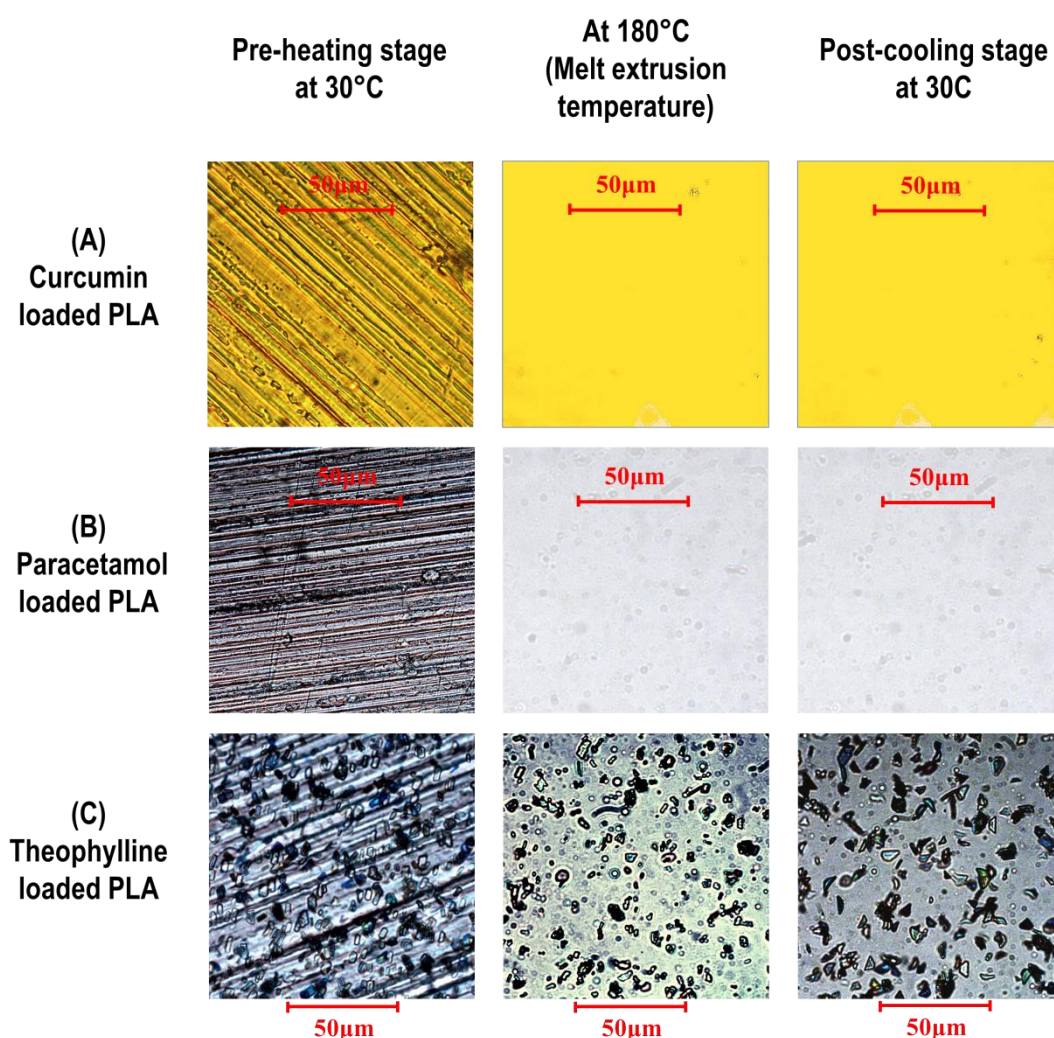 Pre-heating stage
at 30°C
At 180°C
(Melt extrusion
temperature)
Post-cooling stage
at 30C
(A)
Curcumin
loaded PLA
50µm
50µm
50µm
(B)
Paracetamol
loaded PLA
50µm
50µm
50µm
(C)
Theophylline
loaded PLA
50µm
50µm
50µm